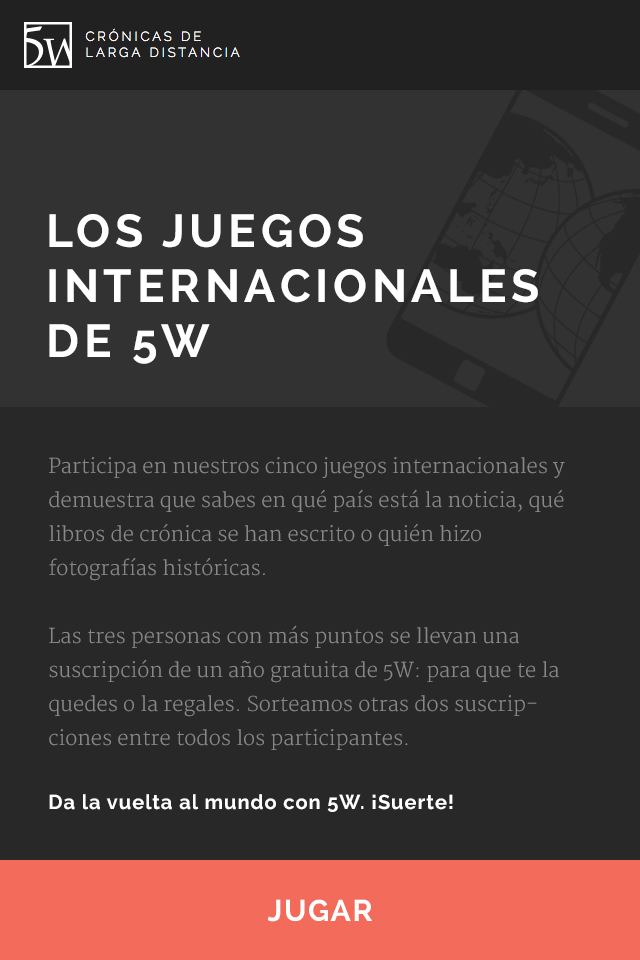 5W
CRÓNICAS DE
LARGA DISTANCIA
LOS JUEGOS
INTERNACIONALES
DE 5W
Participa en nuestros cinco juegos internacionales y
demuestra que sabes en qué país está la noticia, qué
libros de crónica se han escrito o quién hizo
fotografías históricas.
Las tres personas con más puntos se llevan una
suscripción de un año gratuita de 5W: para que te la
quedes o la regales. Sorteamos otras dos suscrip-
ciones entre todos los participantes.
Da la vuelta al mundo con 5W. ¡Suerte!
JUGAR